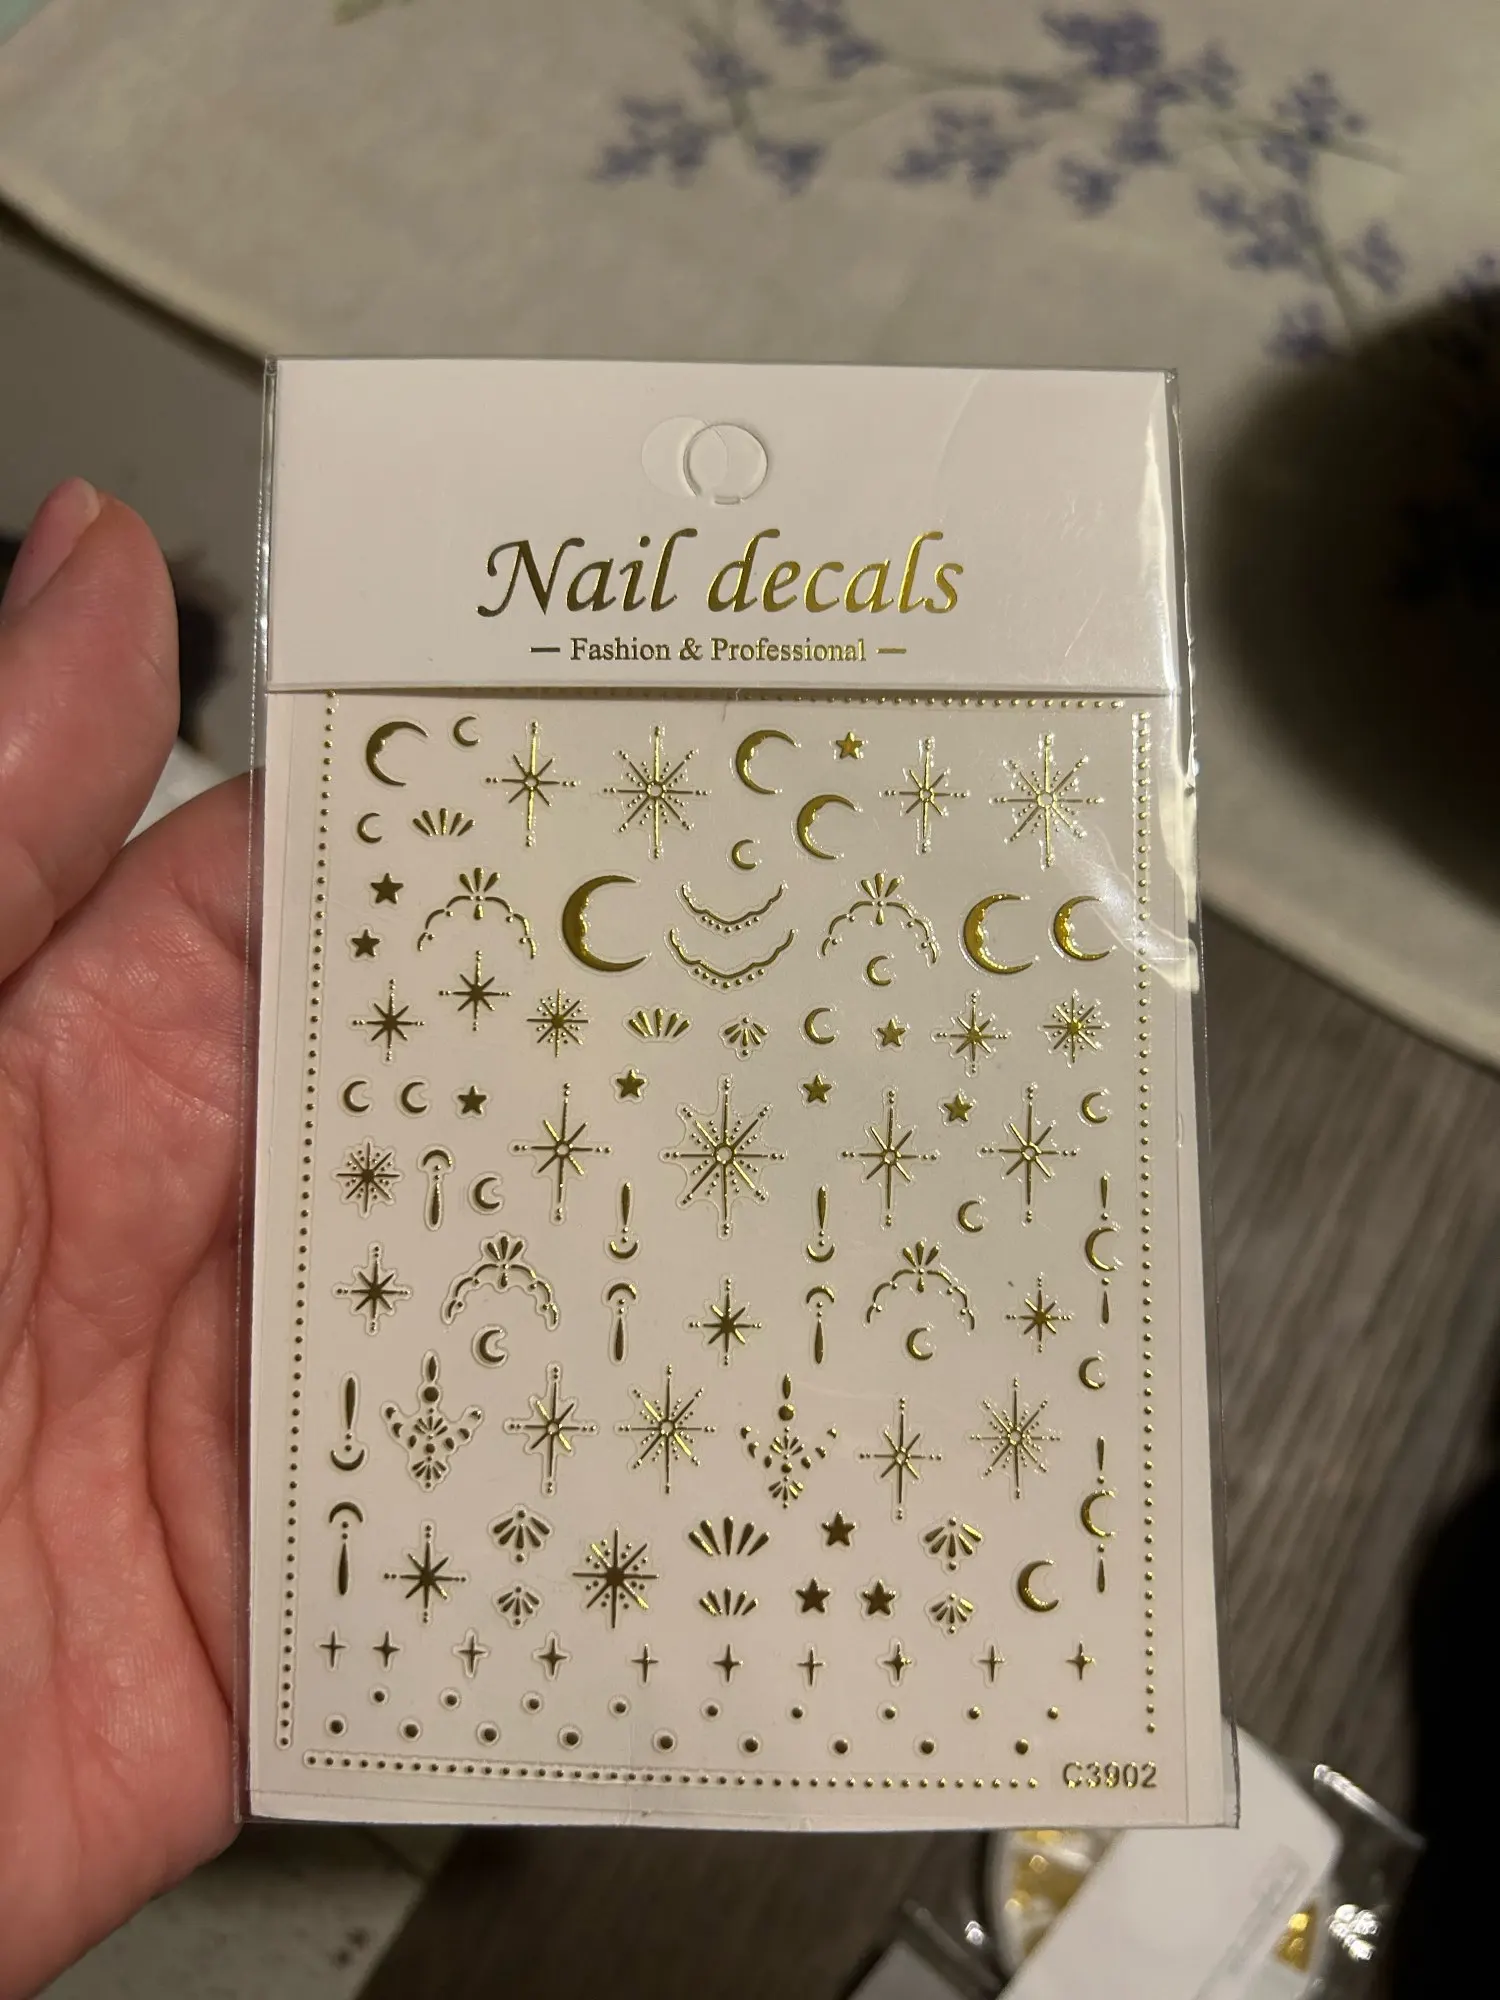 Nail decals
— Fashion & Professional —
C3902